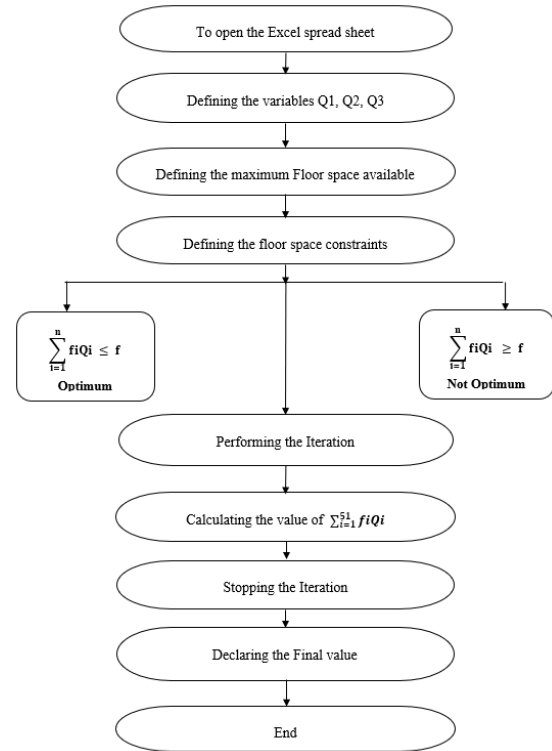 To open the Excel spread sheet
Defining the variables Q1, Q2, Q3
Defining the maximum Floor space available
Defining the floor space constraints
n
∑ fiQi ≤ f
i=1
Optimum
n
∑ fiQi ≥ f
i=1
Not Optimum
Performing the Iteration
Calculating the value of ∑_{i=1}^{51} fiQi
Stopping the Iteration
Declaring the Final value
End